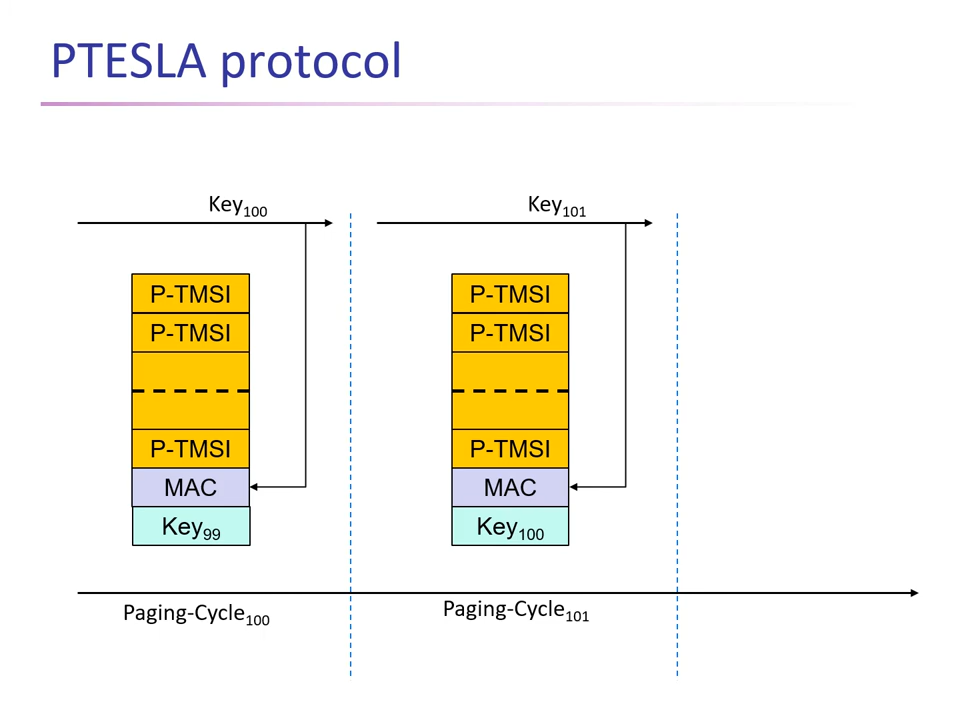 PTESLA protocol
Key100
Key101
P-TMSI
P-TMSI
P-TMSI
MAC
Key99
P-TMSI
P-TMSI
P-TMSI
MAC
Key100
Paging-Cycle100
Paging-Cycle101